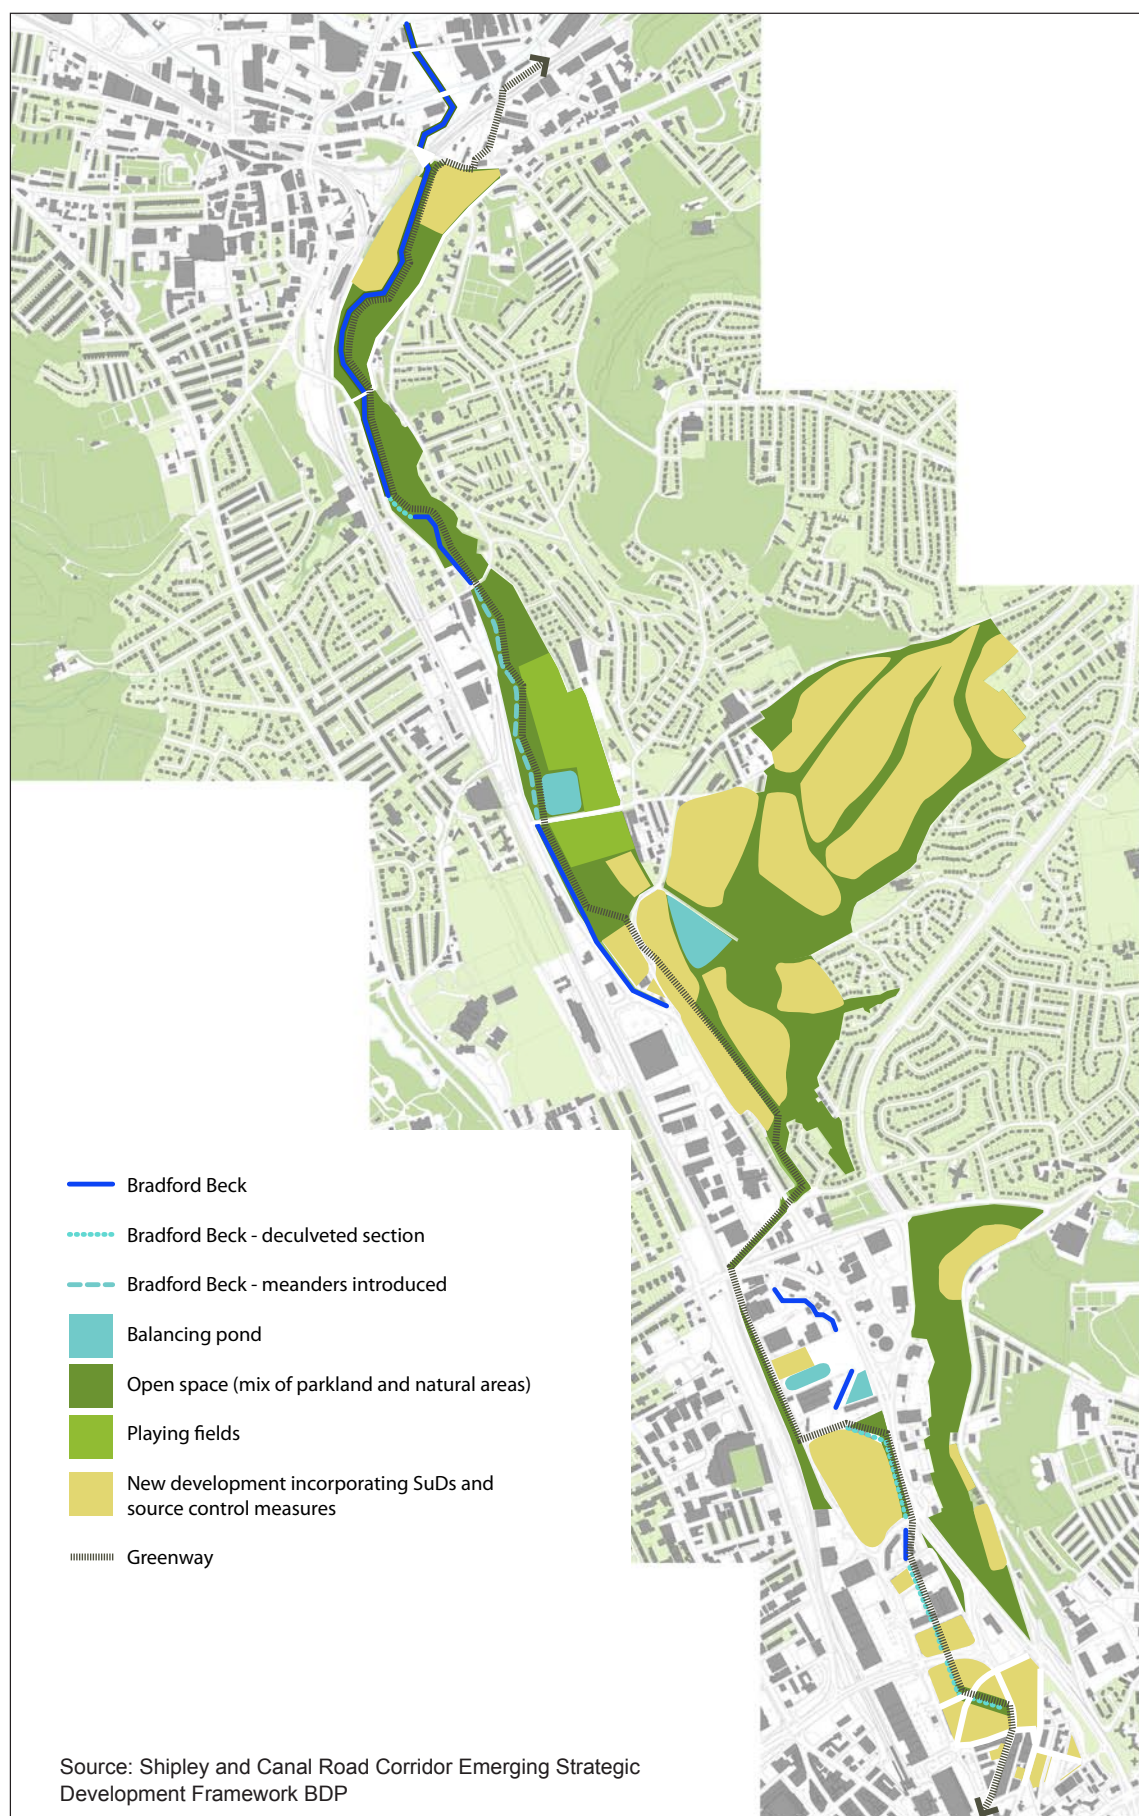 Bradford Beck
Bradford Beck - deculveted section
Bradford Beck - meanders introduced
Balancing pond
Open space (mix of parkland and natural areas)
Playing fields
New development incorporating SuDs and
source control measures
Greenway
Source: Shipley and Canal Road Corridor Emerging Strategic
Development Framework BDP